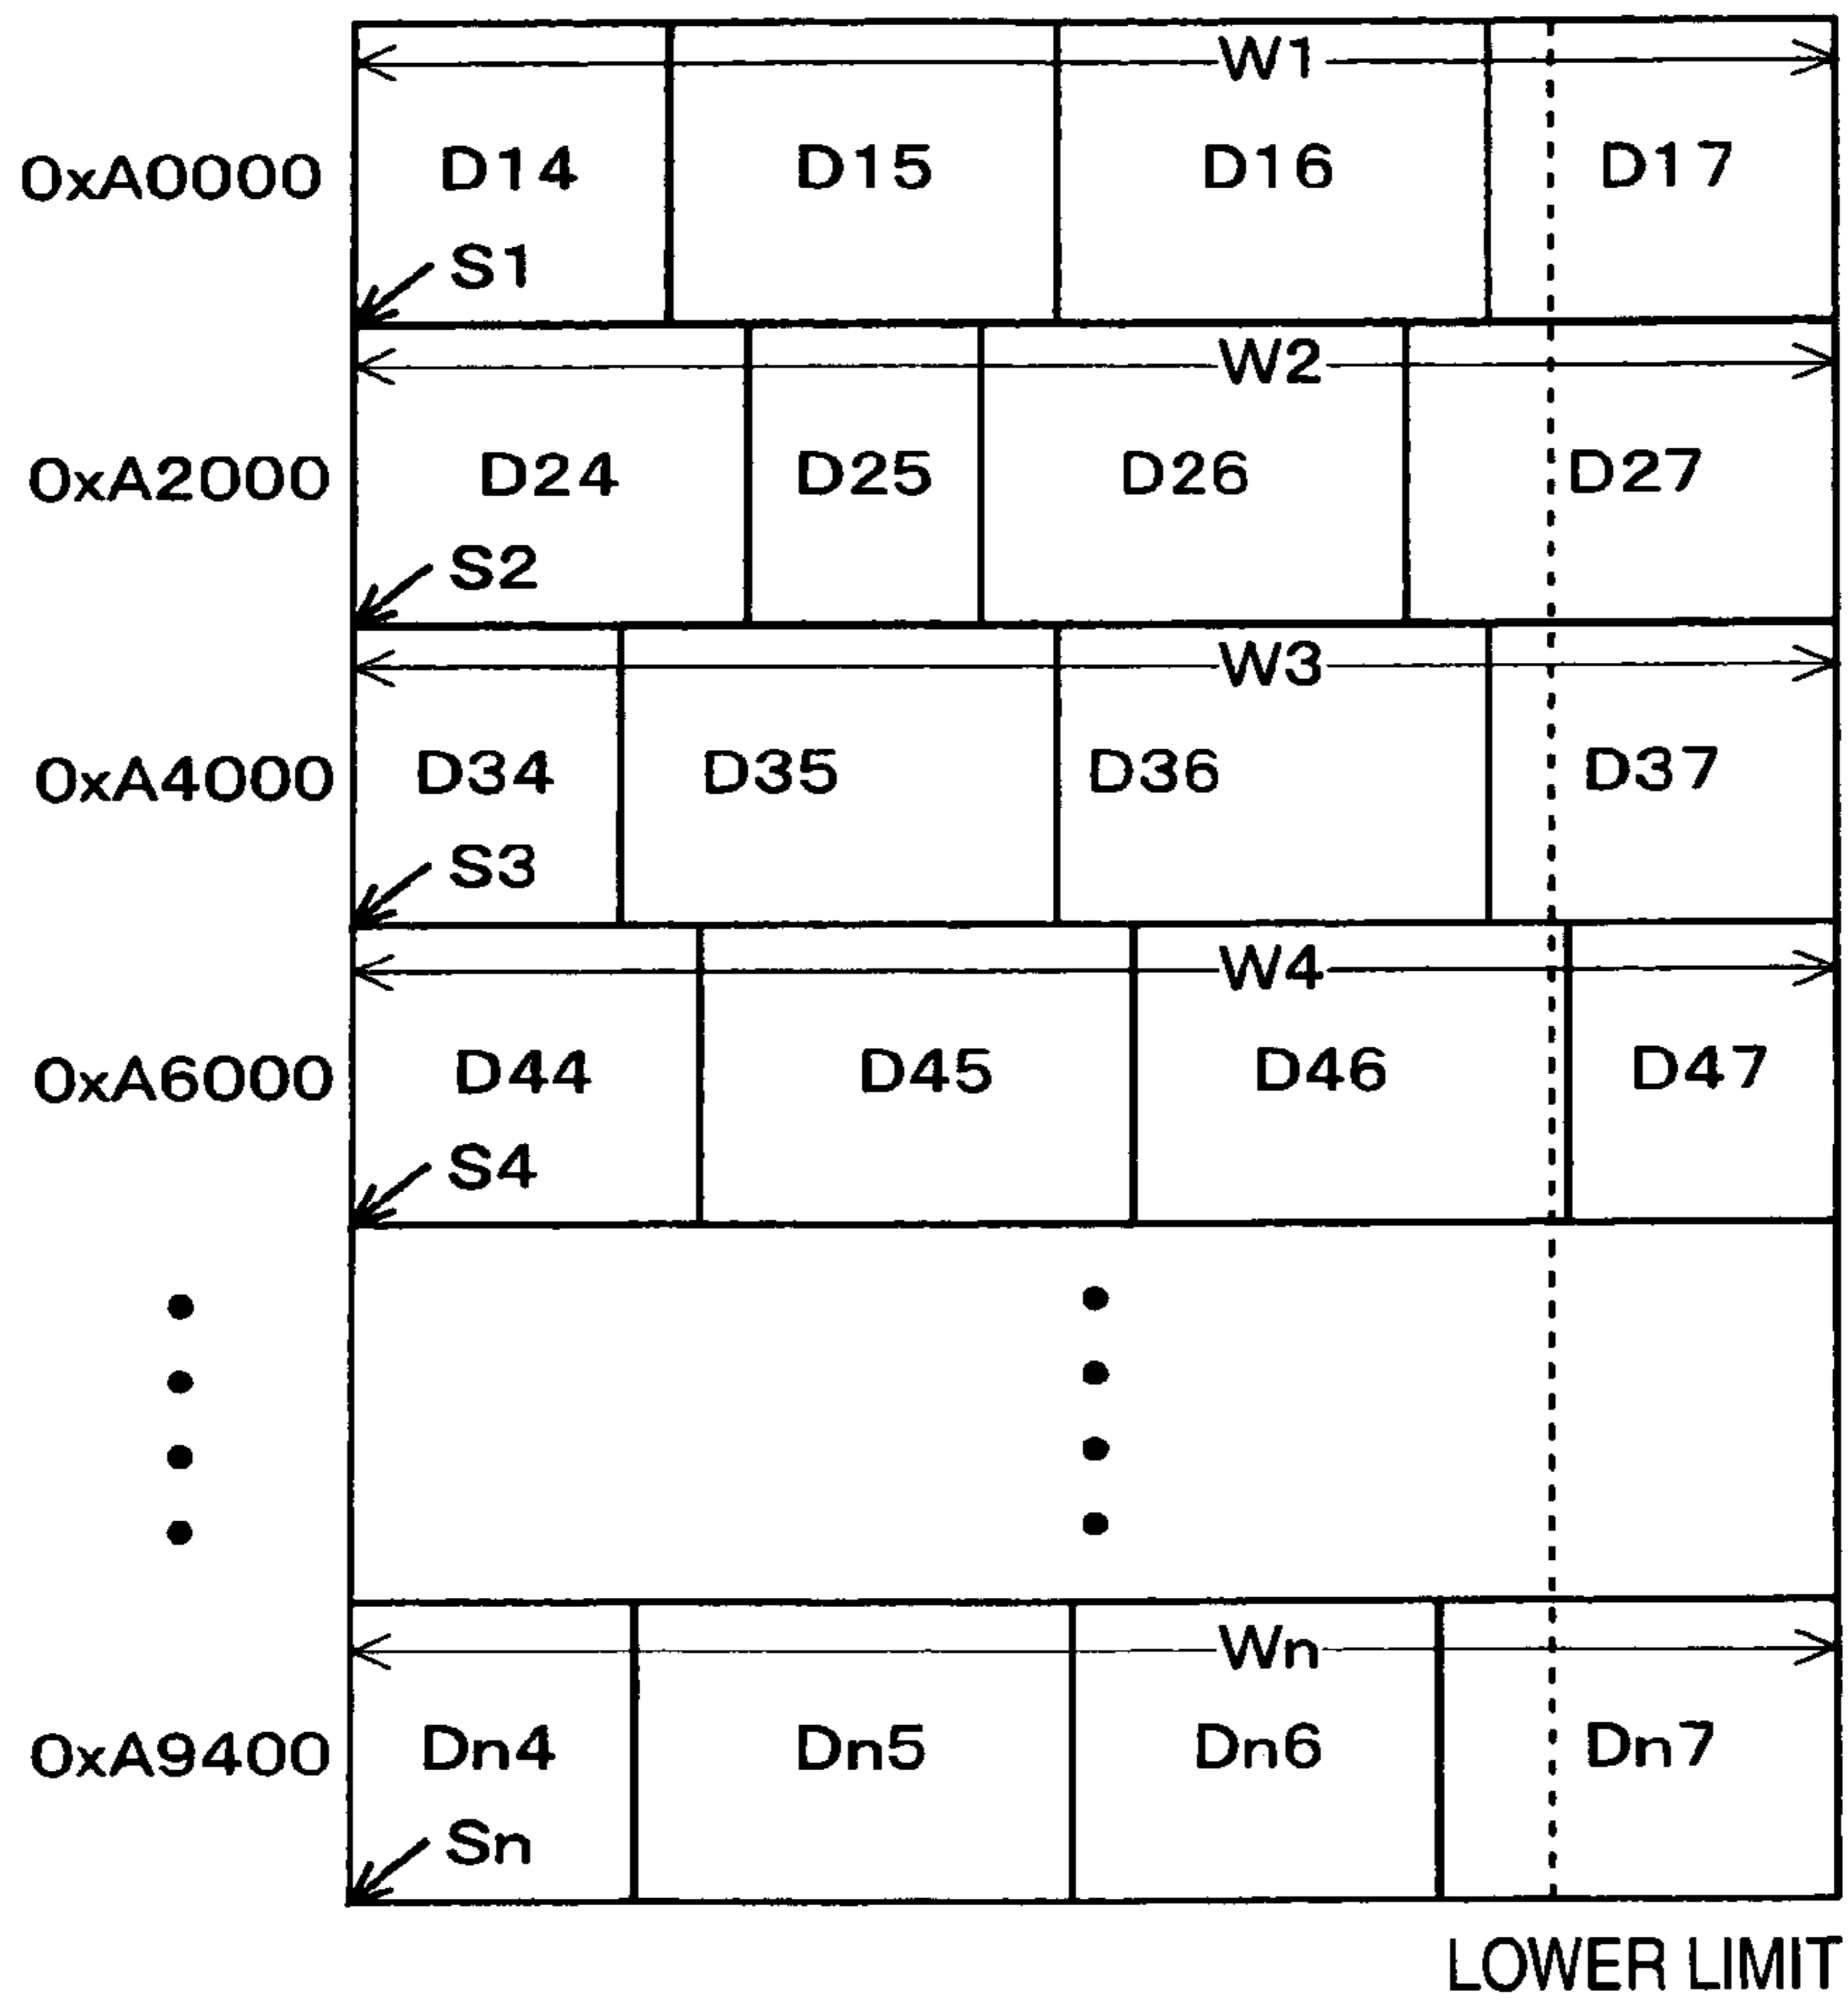 W1
0xA0000 D14 D15 D16 D17
S1
W2
0xA2000 D24 D25 D26 D27
S2
W3
0xA4000 D34 D35 D36 D37
S3
W4
0xA6000 D44 D45 D46 D47
S4
Wn
0xA9400 Dn4 Dn5 Dn6 Dn7
Sn
LOWER LIMIT